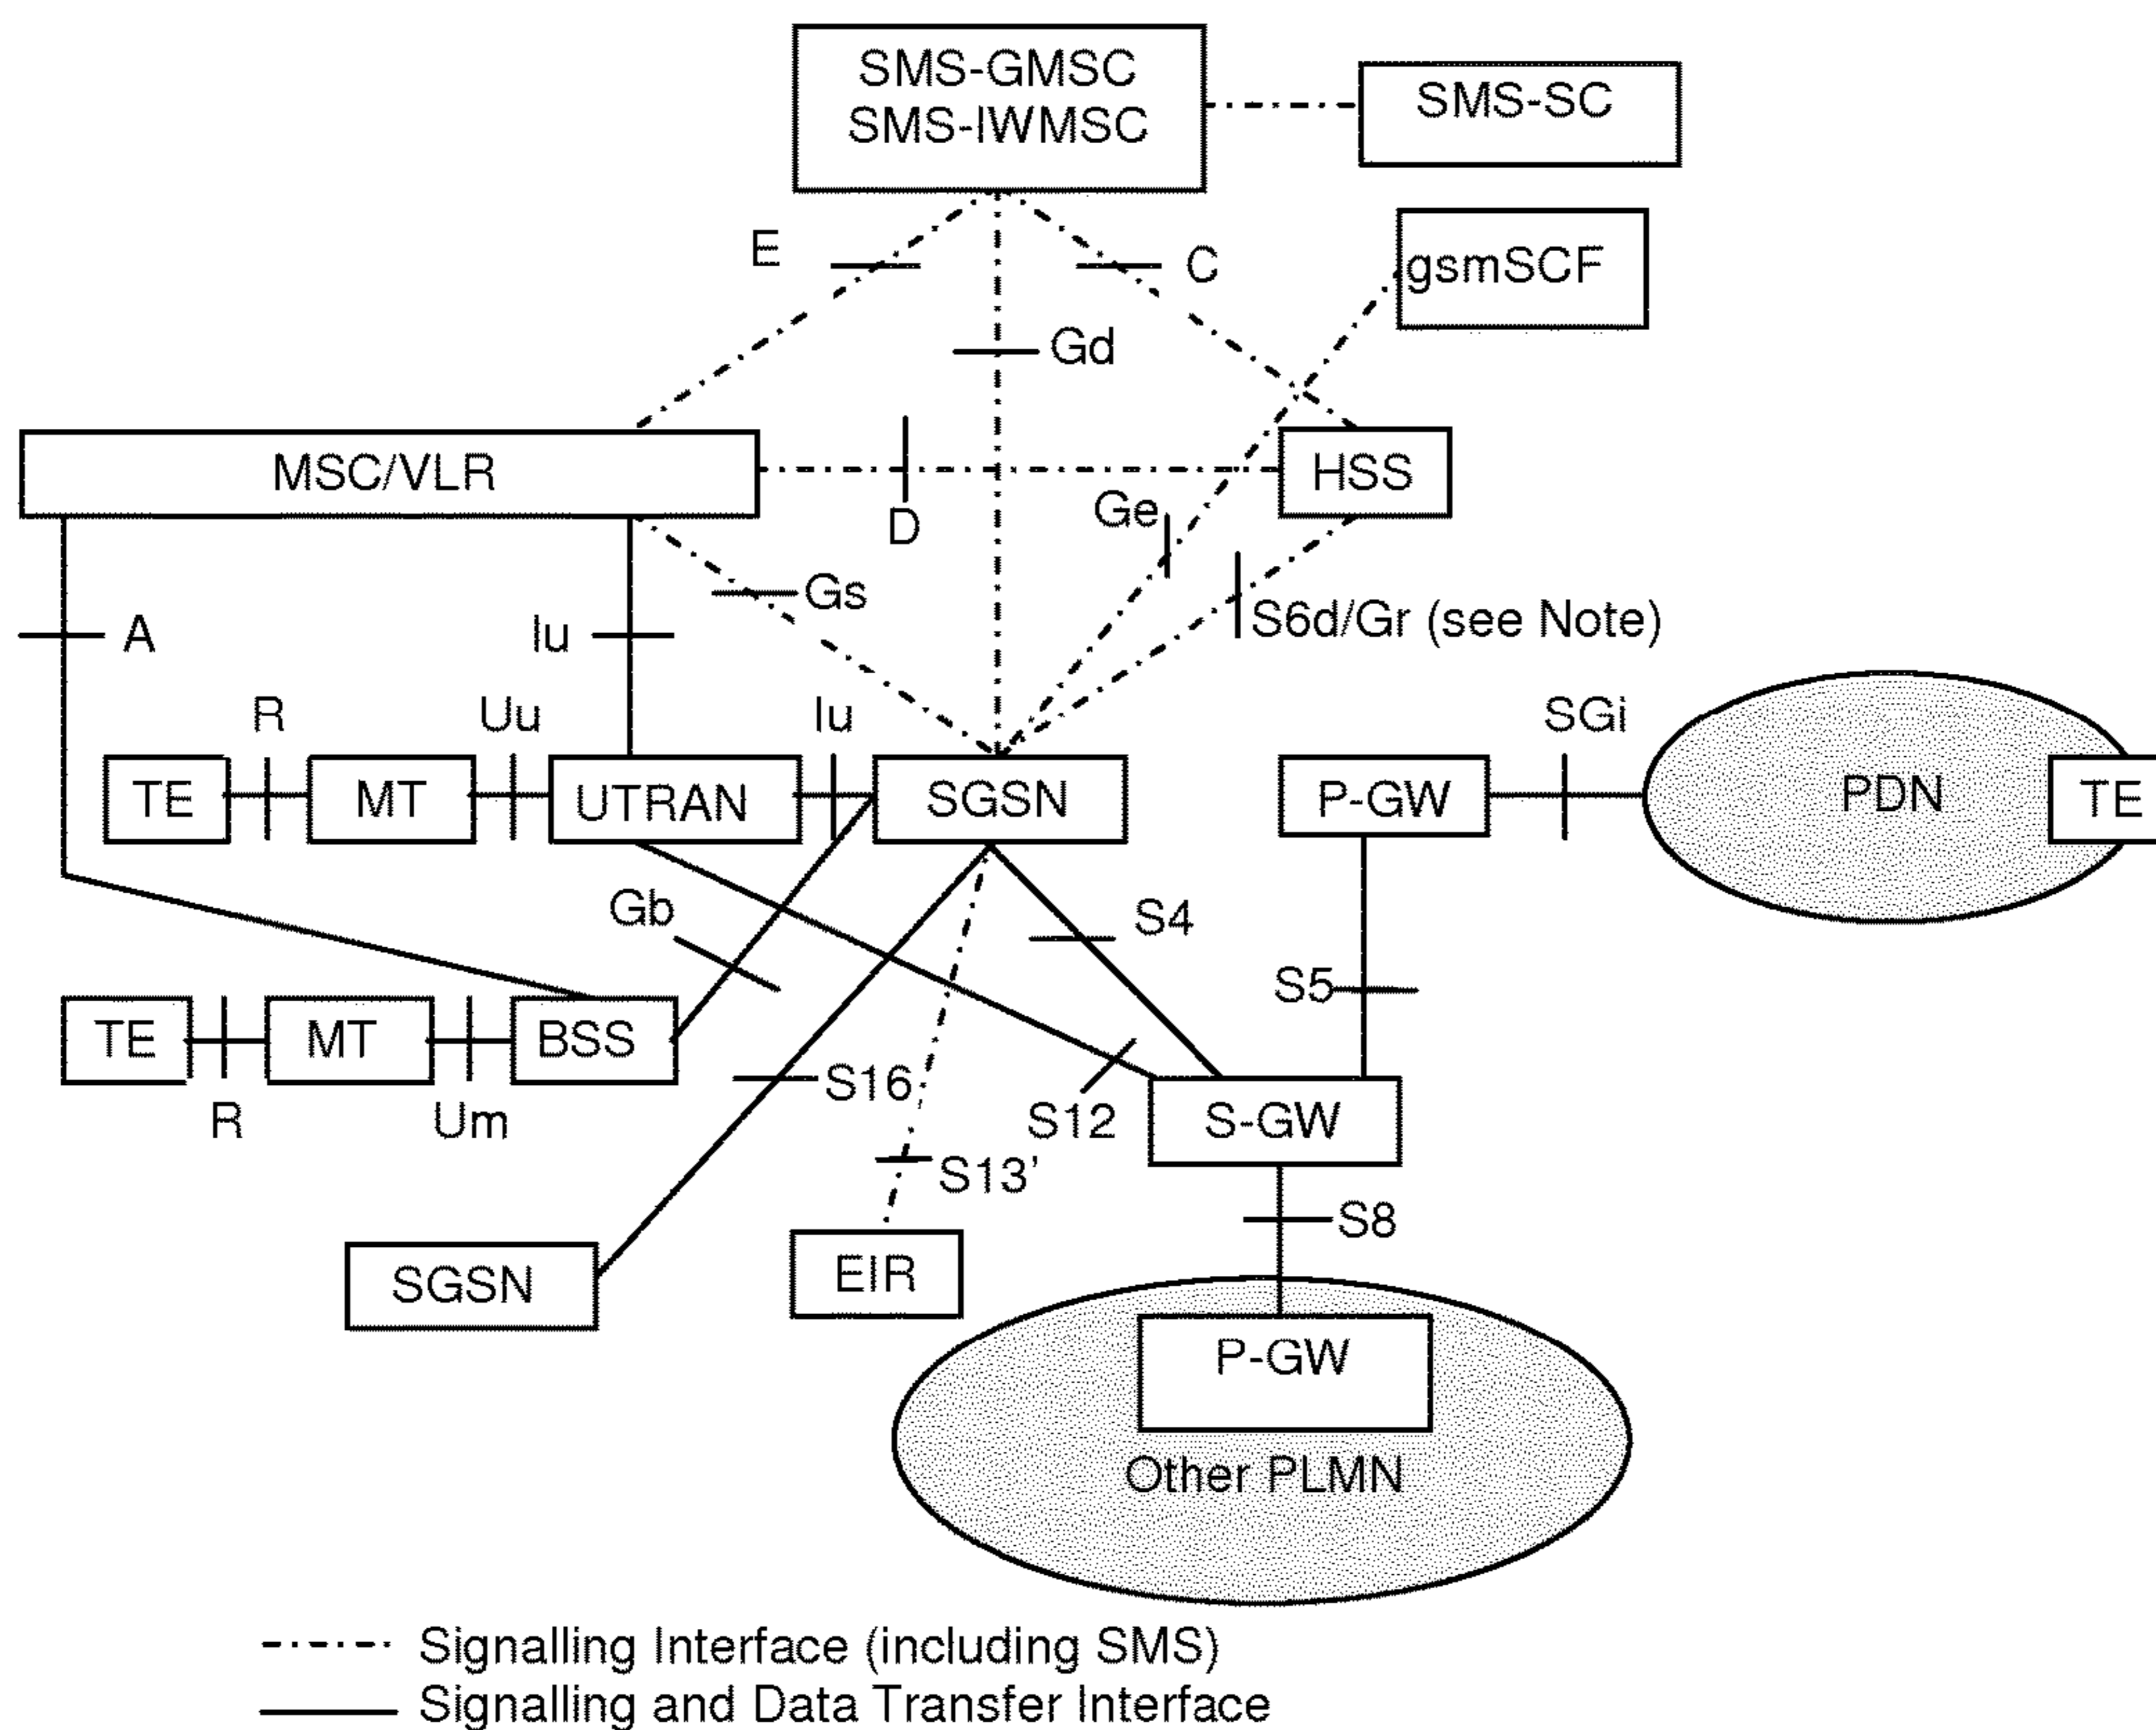 SMS-GMSC
SMS-IWMSC
SMS-SC
E
C
gsmSCF
Gd
MSC/VLR
HSS
D
Ge
Gs
A
Iu
S6d/Gr (see Note)
R
Uu
Iu
SGi
TE
MT
UTRAN
SGSN
P-GW
PDN
TE
Gb
S4
S5
TE
MT
BSS
S16
R
Um
S12
S-GW
S13’
S8
SGSN
EIR
P-GW
Other PLMN
Signalling Interface (including SMS)
Signalling and Data Transfer Interface